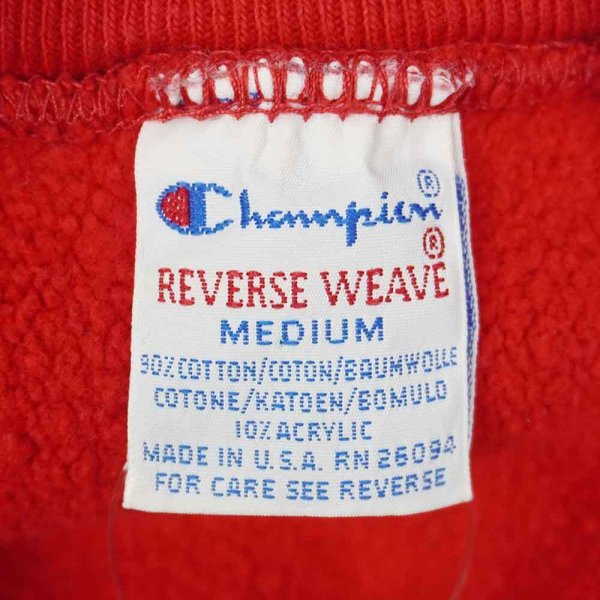 Champion®
REVERSE WEAVE®
MEDIUM
90% COTTON/COTON/BAUMWOLLE
COTONE/KATOEN/BOMULD
10% ACRYLIC
MADE IN U.S.A. RN 26094
FOR CARE SEE REVERSE